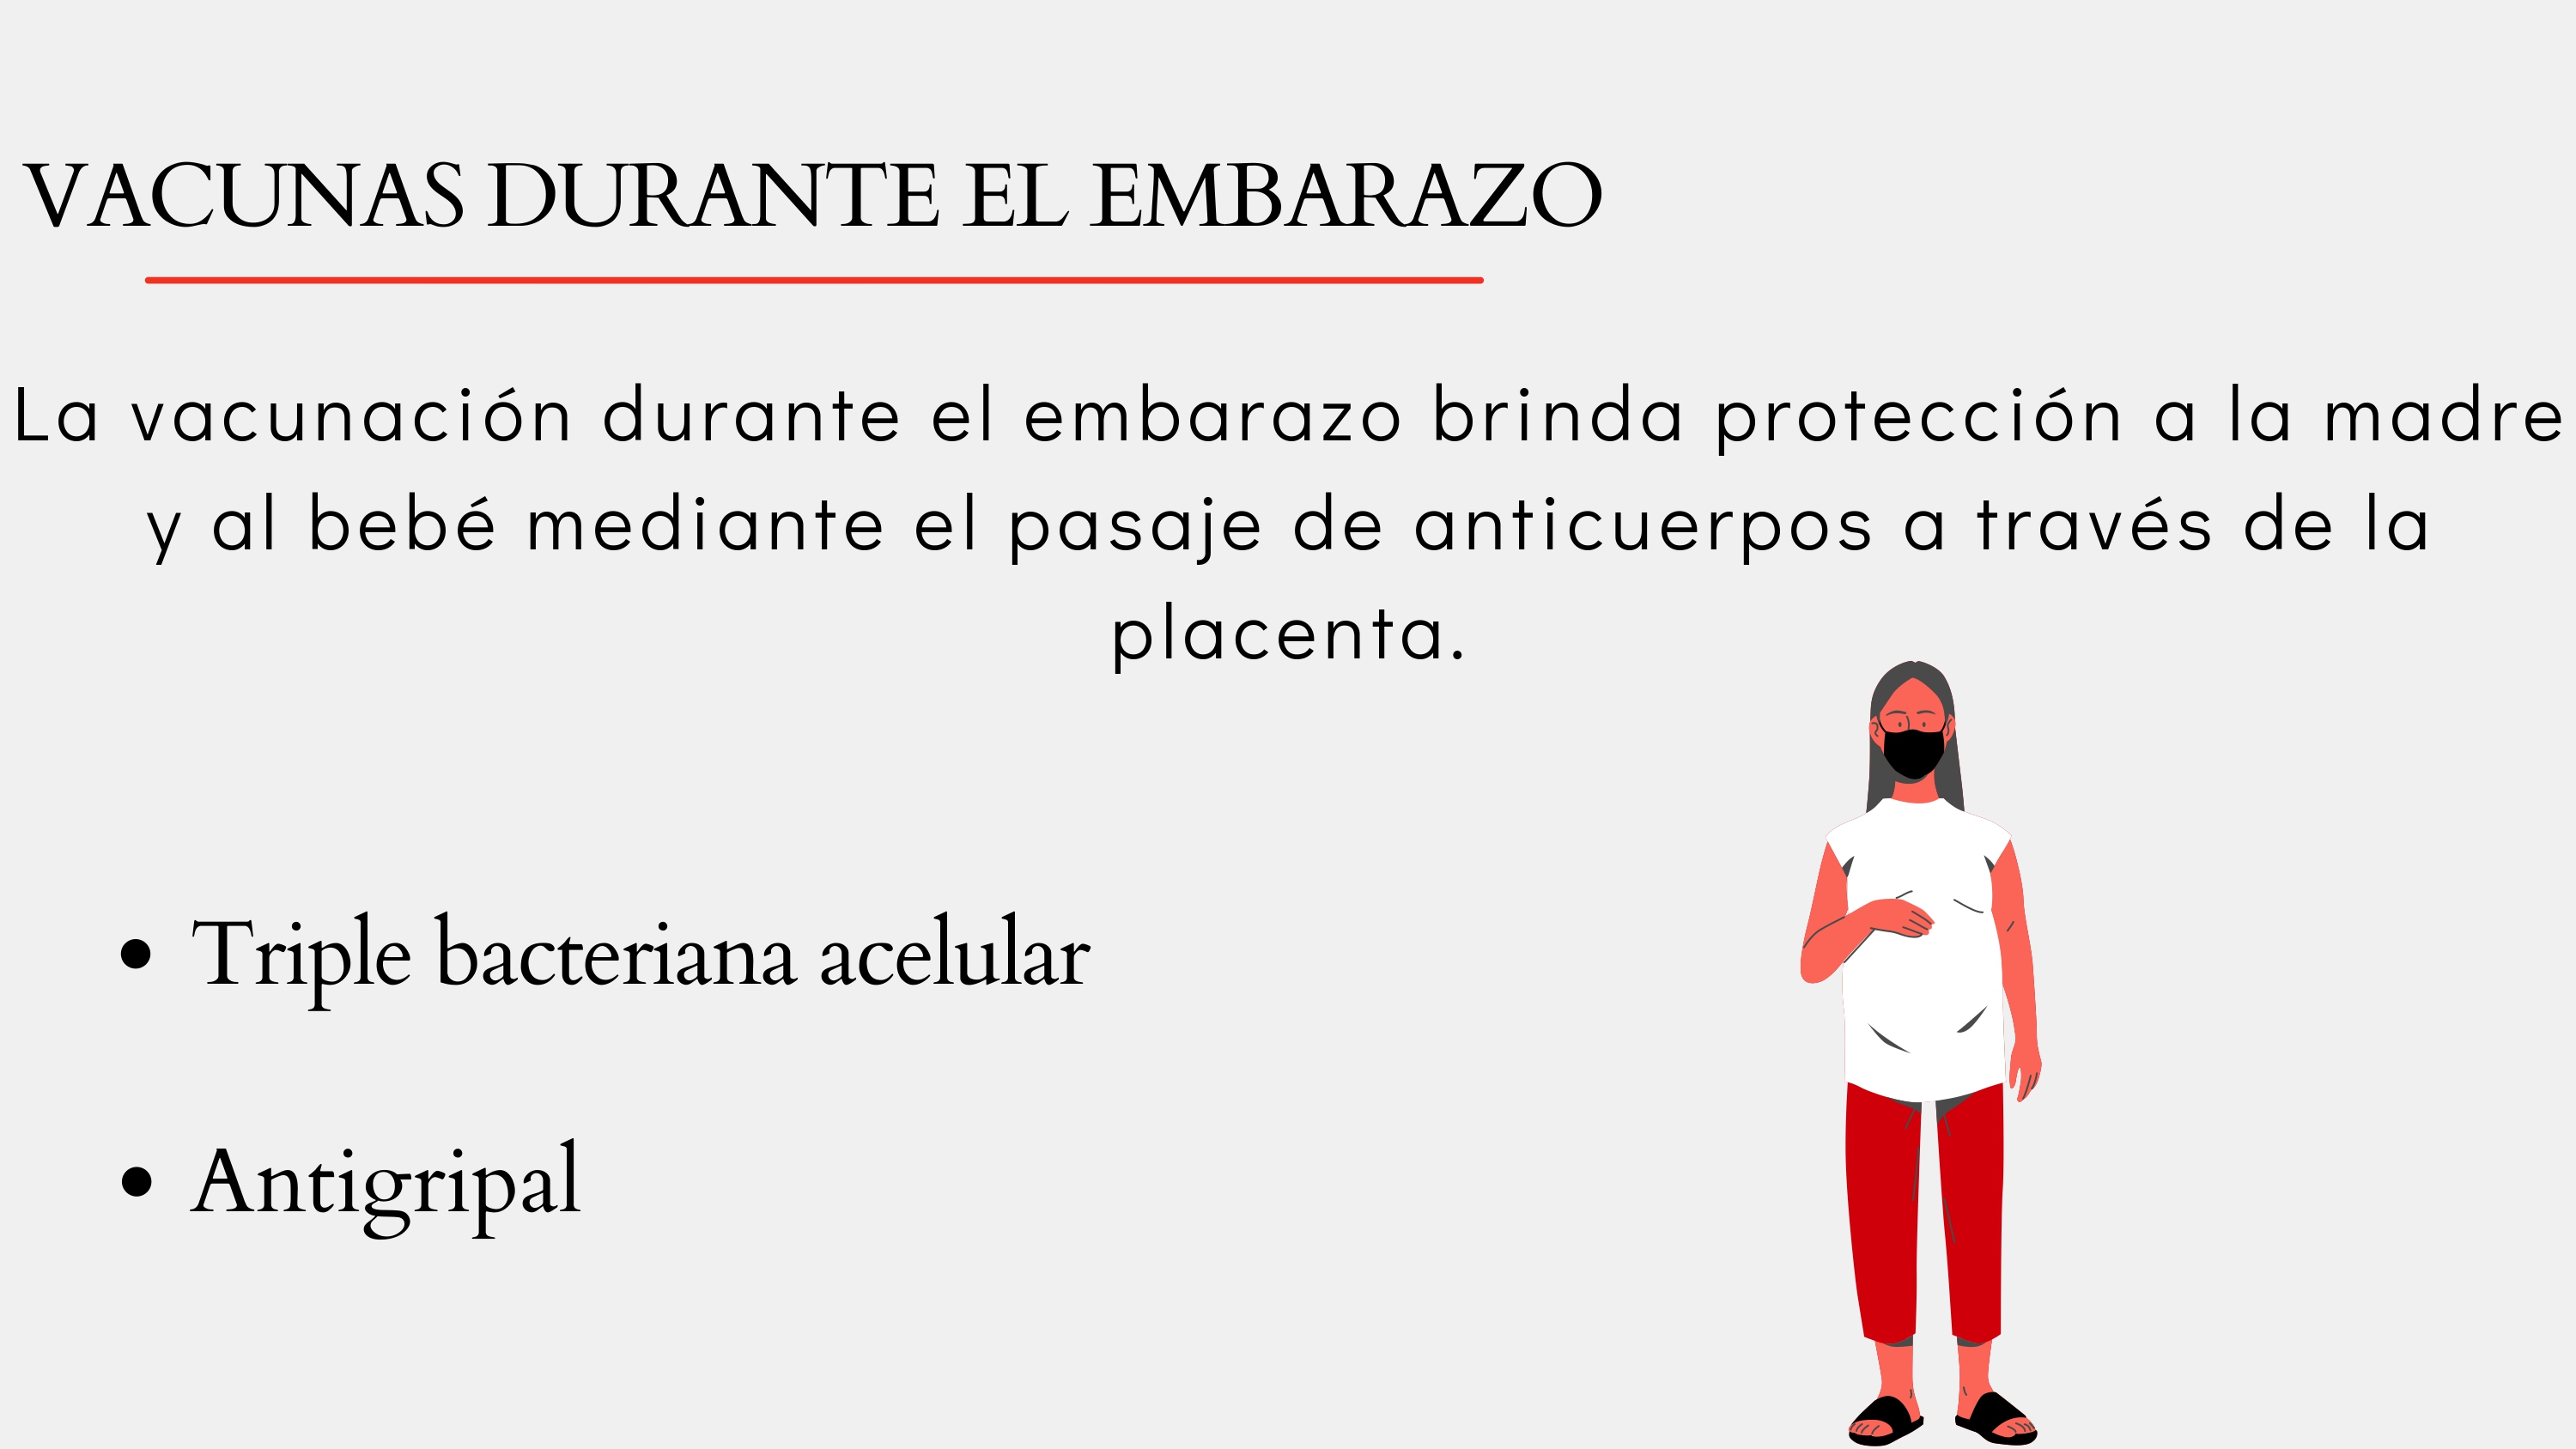 VACUNAS DURANTE EL EMBARAZO
La vacunación durante el embarazo brinda protección a la madre
y al bebé mediante el pasaje de anticuerpos a través de la
placenta.
• Triple bacteriana acelular
• Antigripal